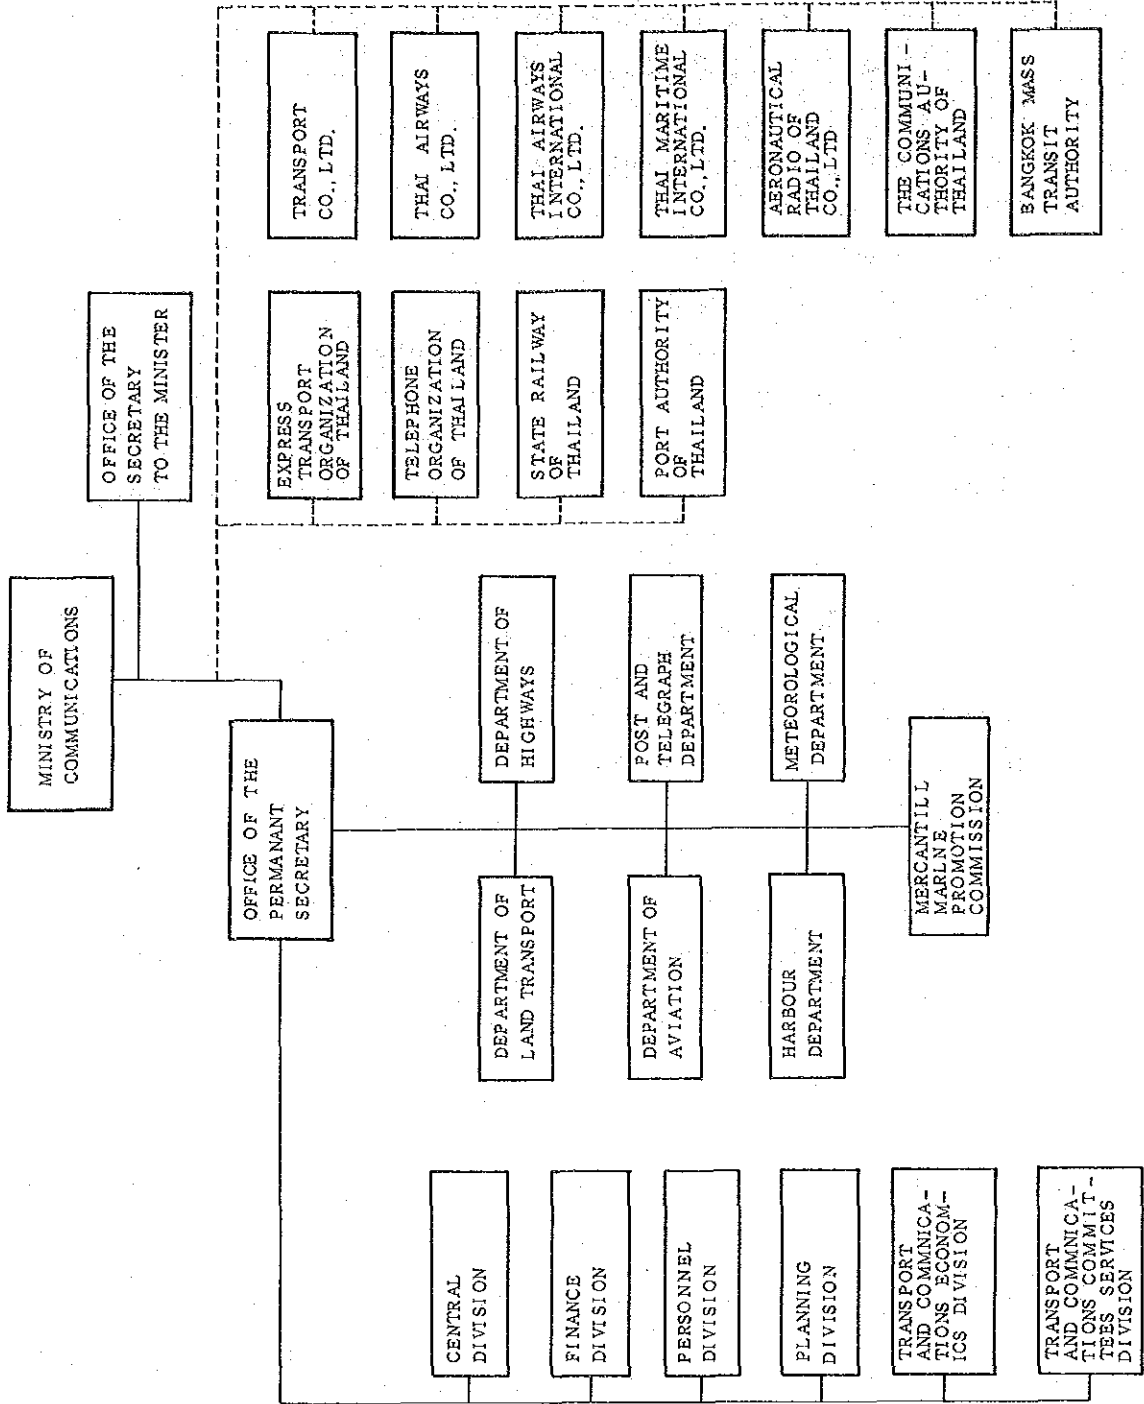 MINISTRY OF
COMMUNICATIONS
OFFICE OF THE
SECRETARY
TO THE MINISTER
OFFICE OF THE
PERMANANT
SECRETARY
CENTRAL
DIVISION
FINANCE
DIVISION
PERSONNEL
DIVISION
PLANNING
DIVISION
TRANSPORT
AND COMMNICA-
TIONS ECONOM-
ICS DIVISION
TRANSPORT
AND COMMNICA-
TIONS COMMIT-
TEES SERVICES
DIVISION
DEPARTMENT OF
LAND TRANSPORT
DEPARTMENT OF
HIGHWAYS
DEPARTMENT OF
AVIATION
POST AND
TELEGRAPH
DEPARTMENT
HARBOUR
DEPARTMENT
METEOROLOGICAL
DEPARTMENT
MERCANTILL
MARLNE
PROMOTION
COMMISSION
EXPRESS
TRANSPORT
ORGANIZATION
OF THAILAND
TELEPHONE
ORGANIZATION
OF THAILAND
STATE RAILWAY
OF
THAILAND
PORT AUTHORITY
OF
THAILAND
TRANSPORT
CO., LTD.
THAI AIRWAYS
CO., LTD.
THAI AIRWAYS
INTERNATIONAL
CO., LTD.
THAI MARITIME
INTERNATIONAL
CO., LTD.
AERONAUTICAL
RADIO OF
THAILAND
CO., LTD
THE COMMUNI-
CATIONS AU-
THORITY OF
THAILAND
BANGKOK MASS
TRANSIT
AUTHORITY